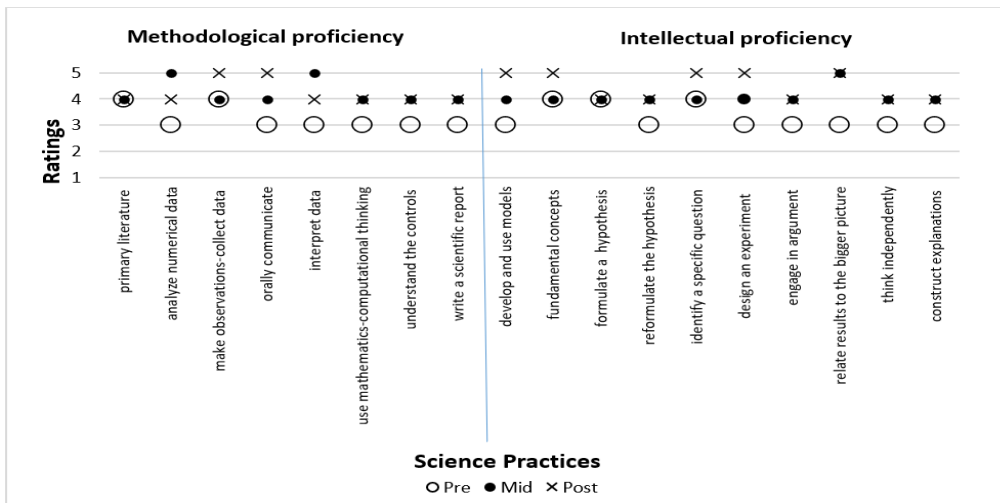 Methodological proficiency
Intellectual proficiency
Ratings
5
4
3
2
1
primary literature
analyze numerical data
make observations-collect data
orally communicate
interpret data
use mathematics-computational thinking
understand the controls
write a scientific report
develop and use models
fundamental concepts
formulate a hypothesis
reformulate the hypothesis
identify a specific question
design an experiment
engage in argument
relate results to the bigger picture
think independently
construct explanations
Science Practices
Pre Mid Post